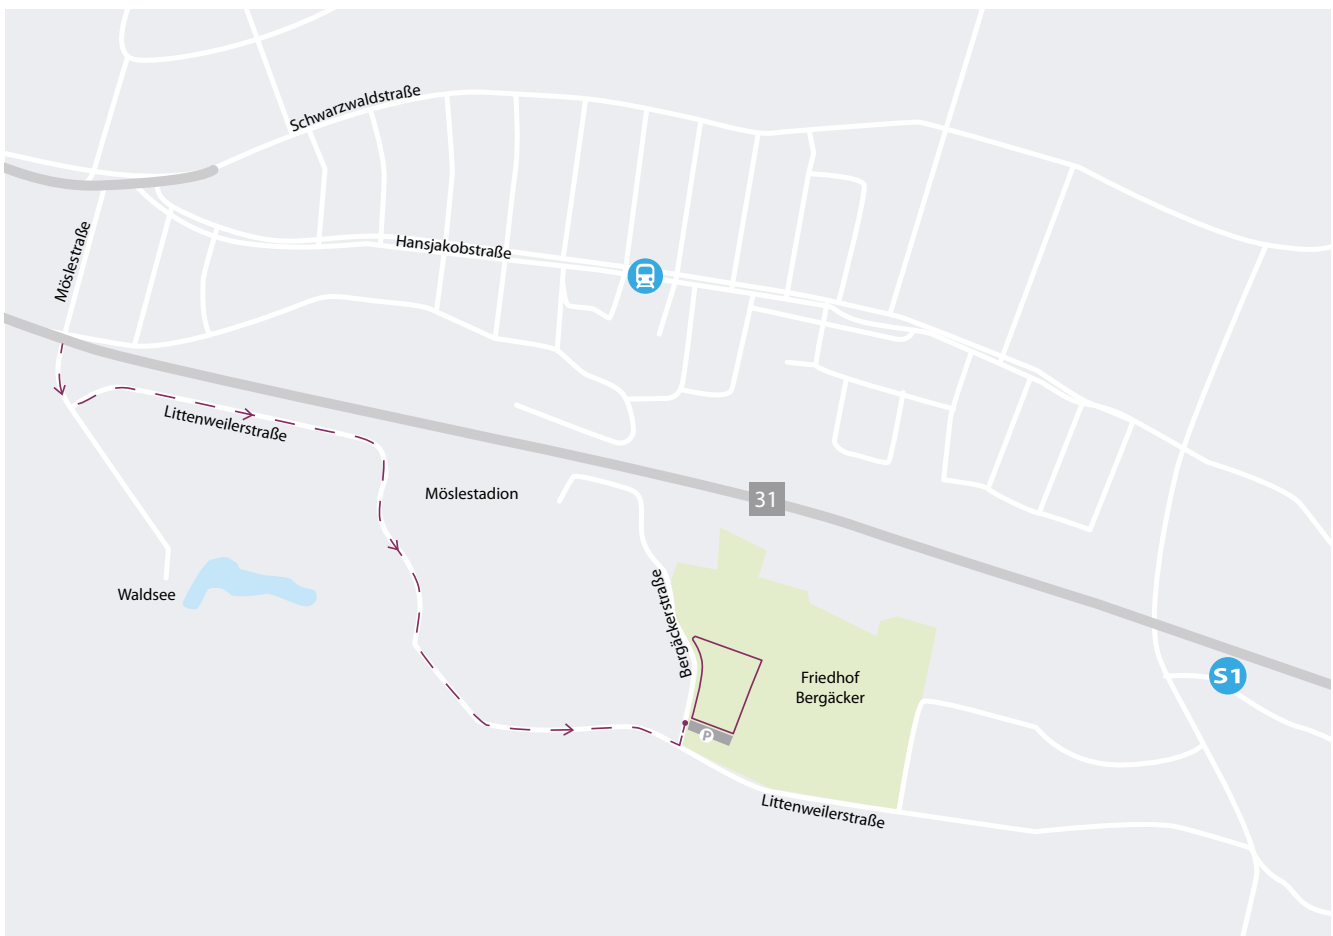 Schwarzwaldstraße
Möslestraße
Hansjakobstraße
Littenweilerstraße
Möslestadion
31
Waldsee
Bergäckerstraße
Friedhof
Bergäcker
S1
P
Littenweilerstraße